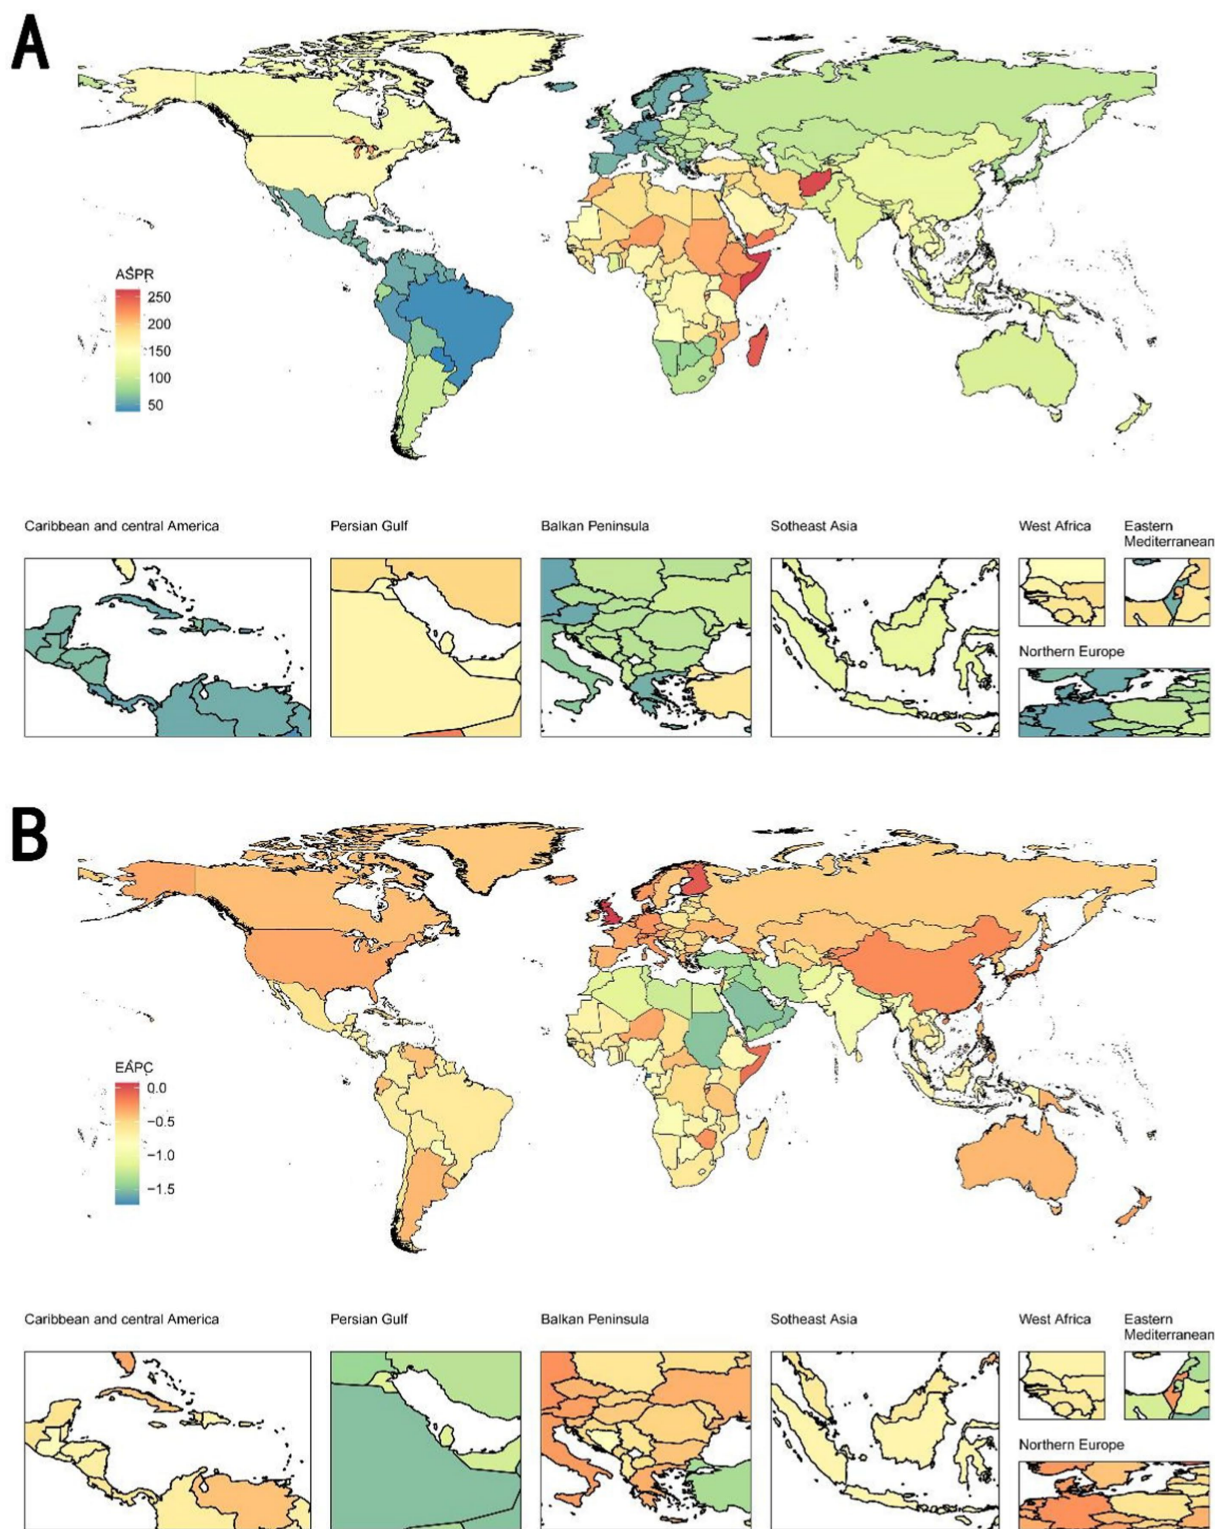 A
ASPR
250
200
150
100
50
Caribbean and central America
Persian Gulf
Balkan Peninsula
Sotheast Asia
West Africa
Eastern
Mediterranean
Northern Europe
B
EAPC
0.0
−0.5
−1.0
−1.5
Caribbean and central America
Persian Gulf
Balkan Peninsula
Sotheast Asia
West Africa
Eastern
Mediterranean
Northern Europe